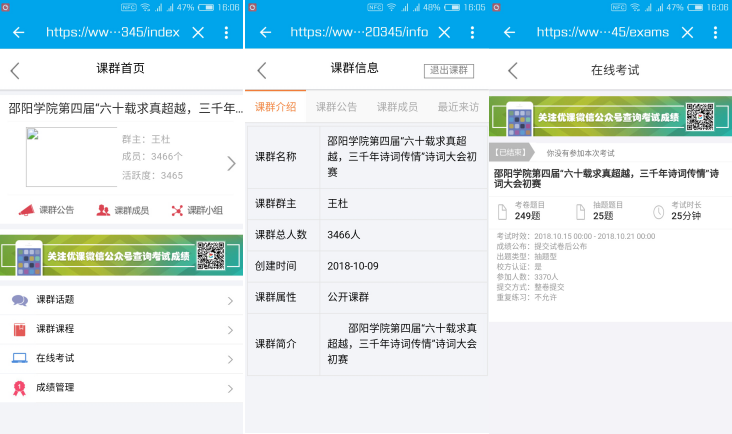 NFC 47% 16:06
https://ww···345/index
课群首页
邵阳学院第四届“六十载求真超越，三千年...
群主：王杜
成员：3466个
活跃度：3465
课群公告
课群成员
课群小组
关注优课微信公众号查询考试成绩
课群话题
课群课程
在线考试
成绩管理
NFC 48% 16:05
https://ww···20345/info
课群信息
退出课群
课群介绍
课群公告
课群成员
最近来访
课群名称
邵阳学院第四届“六十载求真超
越，三千年诗词传情”诗词大会初
赛
课群群主
王杜
课群总人数
3466人
创建时间
2018-10-09
课群属性
公开课群
课群简介
邵阳学院第四届“六十载求真
超越，三千年诗词传情”诗词大会
初赛
NFC 47% 16:06
https://ww···45/exams
在线考试
关注优课微信公众号查询考试成绩
【已结束】
你没有参加本次考试
邵阳学院第四届“六十载求真超越，三千年诗词传情”诗
词大会初赛
考卷题目
249题
抽题题目
25题
考试时长
25分钟
考试时效：2018.10.15 00:00 - 2018.10.21 00:00
成绩公布：提交试卷后公布
出题类型：抽题型
校方认证：是
参加人数：3370人
提交方式：整卷提交
重复练习：不允许